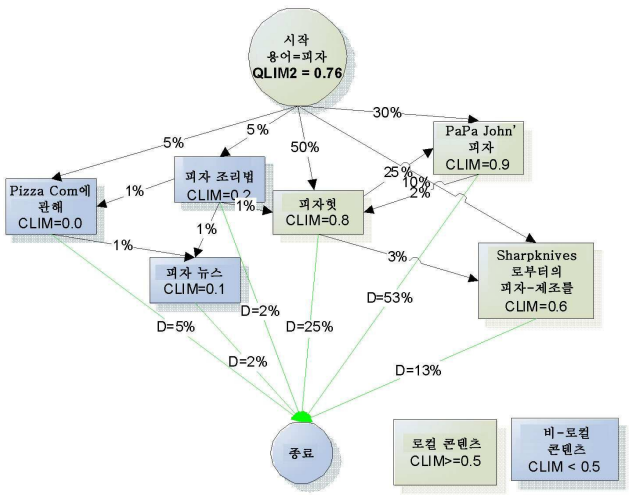 시작
용어=피자
QLIM2 = 0.76
30%
5%
5%
50%
PaPa John'
피자
CLIM=0.9
25%
10%
2%
Pizza Com에
관해
CLIM=0.0
1%
피자 조리법
CLIM=0.2
1%
피자헛
CLIM=0.8
1%
1%
피자 뉴스
CLIM=0.1
3%
Sharpknives
로부터의
피자-제조틀
CLIM=0.6
D=5%
D=2%
D=2%
D=25%
D=53%
D=13%
종료
로컬 콘텐츠
CLIM>=0.5
비-로컬
콘텐츠
CLIM < 0.5